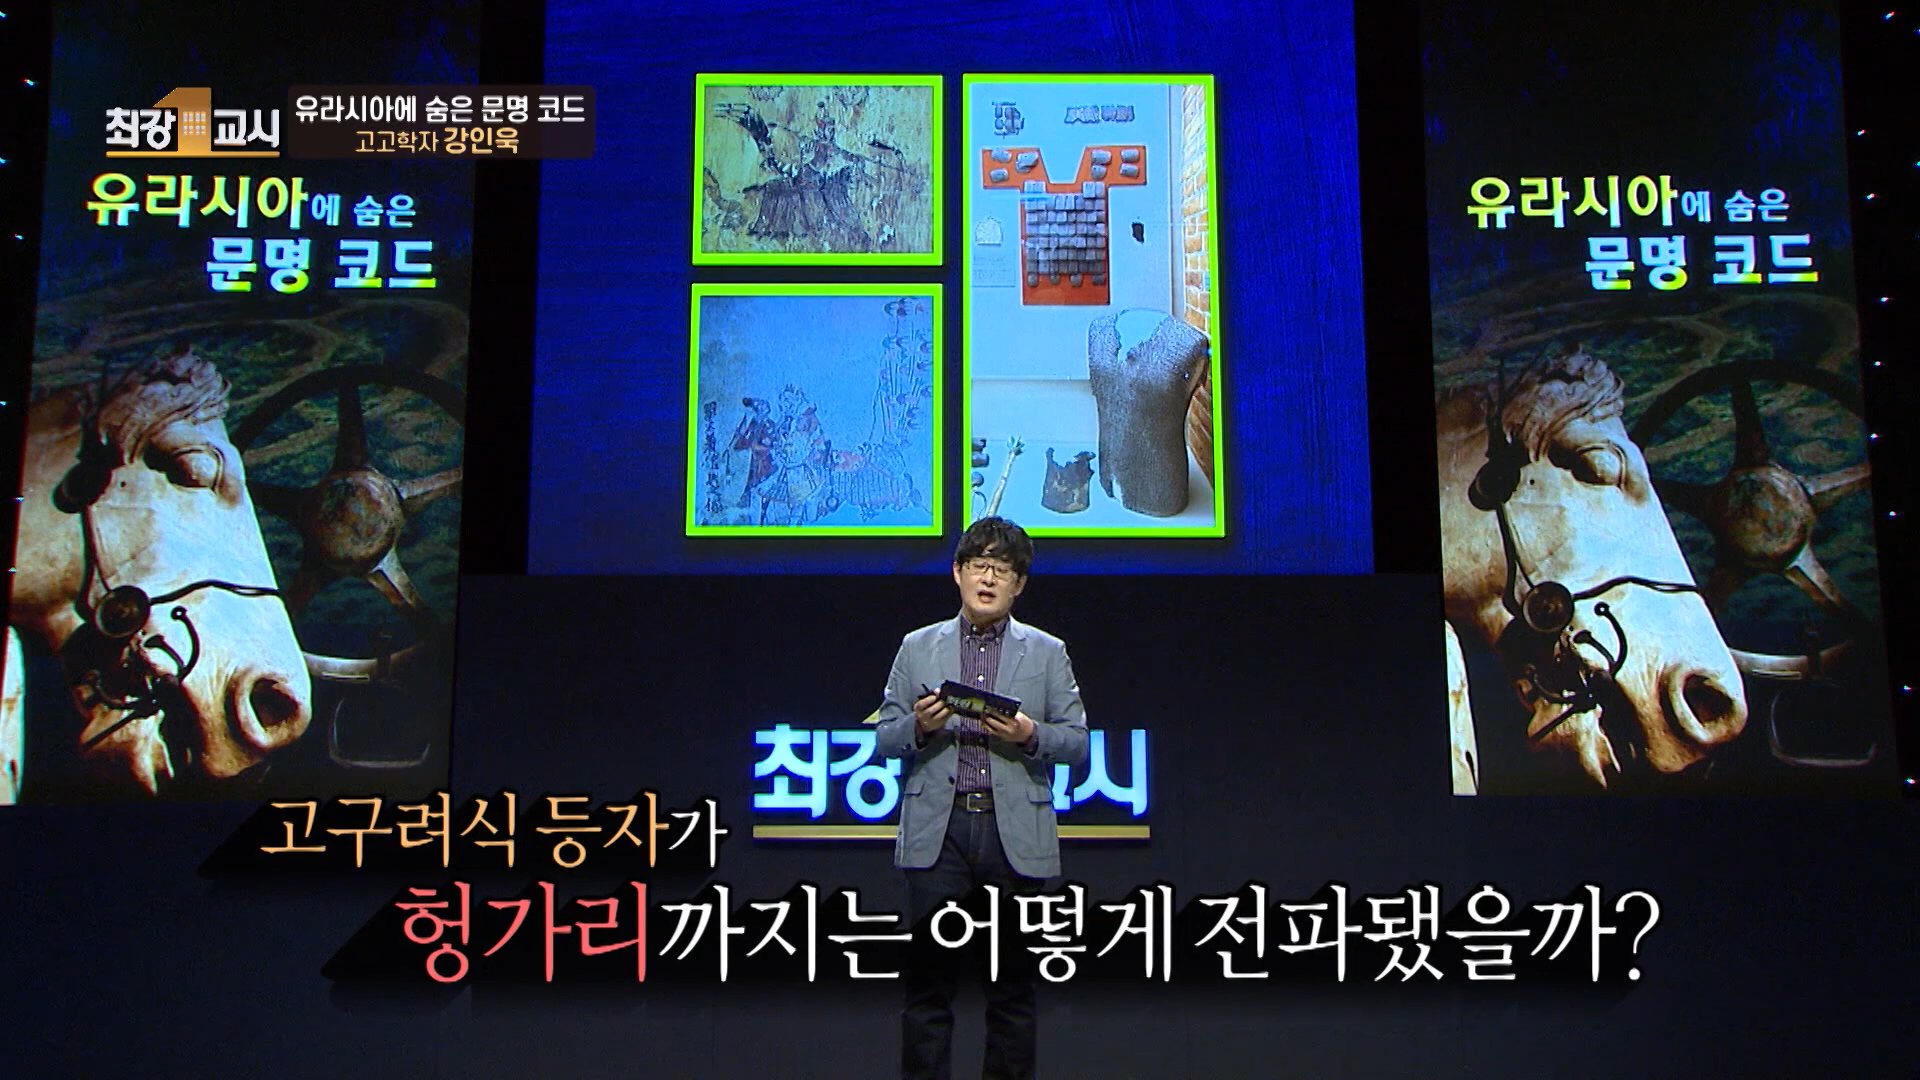 최강1교시
유라시아에 숨은 문명 코드
고고학자 강인욱
유라시아에 숨은
문명 코드
유라시아에 숨은
문명 코드
최강
교시
고구려식 등자가
헝가리까지는 어떻게 전파됐을까?